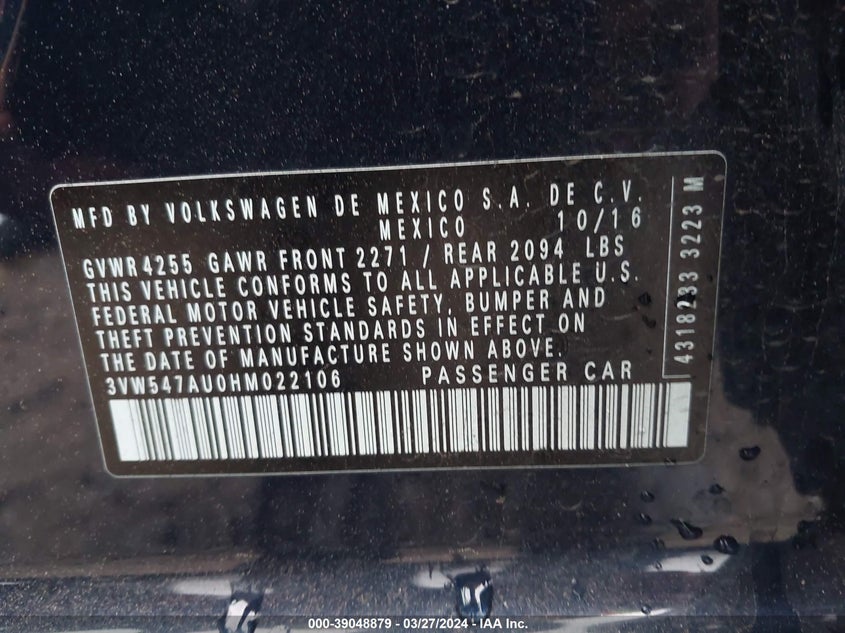 MFD BY VOLKSWAGEN DE MEXICO S.A. DE C.V.
MEXICO 10/16
GVWR 4255 GAWR FRONT 2271 / REAR 2094 LBS
THIS VEHICLE CONFORMS TO ALL APPLICABLE U.S.
FEDERAL MOTOR VEHICLE SAFETY, BUMPER AND
THEFT PREVENTION STANDARDS IN EFFECT ON
THE DATE OF MANUFACTURE SHOWN ABOVE.
3VW547AU0HM022106 PASSENGER CAR
3223 M
000-39048879 - 03/27/2024 - IAA Inc.